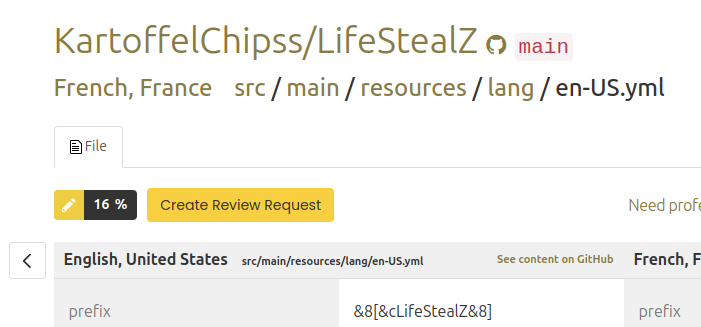 KartoffelChipss/LifeStealZ main
French, France src / main / resources / lang / en-US.yml
File
16 % Create Review Request Need profe
English, United States src/main/resources/lang/en-US.yml See content on GitHub French, F
prefix &8[&cLifeStealZ&8] prefix